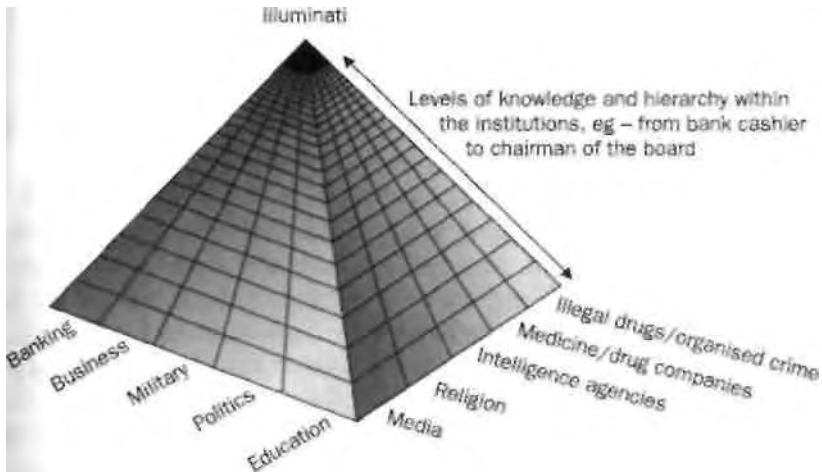 Illuminati
Levels of knowledge and hierarchy within
the institutions, eg – from bank cashier
to chairman of the board
Banking
Business
Military
Politics
Education
Media
Religion
Intelligence agencies
Medicine/drug companies
Illegal drugs/organised crime